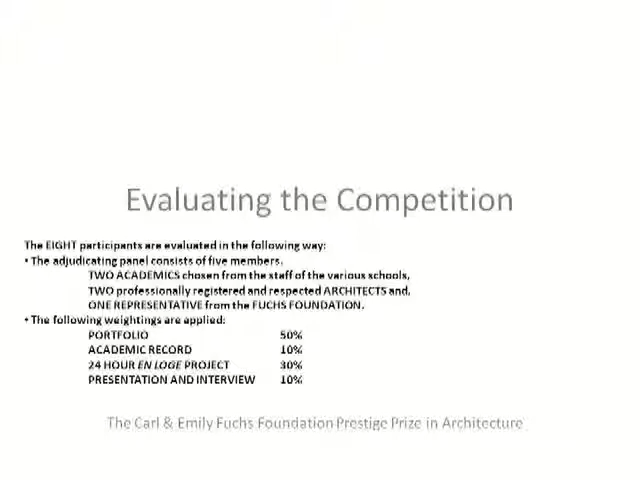 Evaluating the Competition
The EIGHT participants are evaluated in the following way:
• The adjudicating panel consists of five members.
TWO ACADEMICS chosen from the staff of the various schools,
TWO professionally registered and respected ARCHITECTS and,
ONE REPRESENTATIVE from the FUCHS FOUNDATION.
• The following weightings are applied:
PORTFOLIO 50%
ACADEMIC RECORD 10%
24 HOUR EN LOGE PROJECT 30%
PRESENTATION AND INTERVIEW 10%
The Carl & Emily Fuchs Foundation Prestige Prize in Architecture